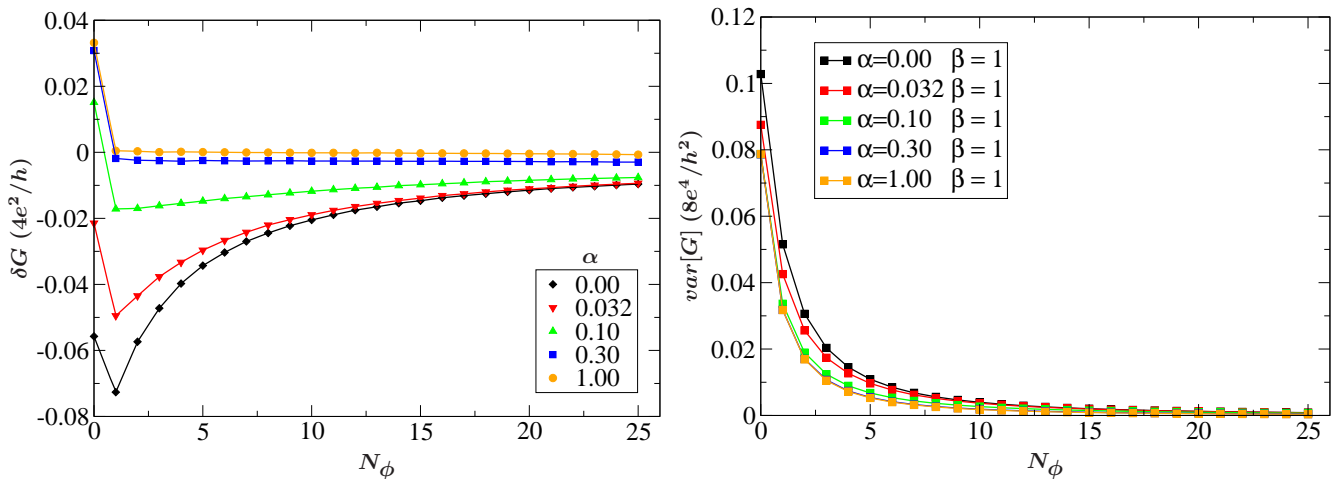 0.04
0.02
0
-0.02
-0.04
-0.06
-0.08
δG (4e²/h)
0 5 10 15 20 25
N_ϕ
α
0.00
0.032
0.10
0.30
1.00
0.12
0.1
0.08
0.06
0.04
0.02
0
var[G] (8e⁴/h²)
0 5 10 15 20 25
N_ϕ
α=0.00 β = 1
α=0.032 β = 1
α=0.10 β = 1
α=0.30 β = 1
α=1.00 β = 1